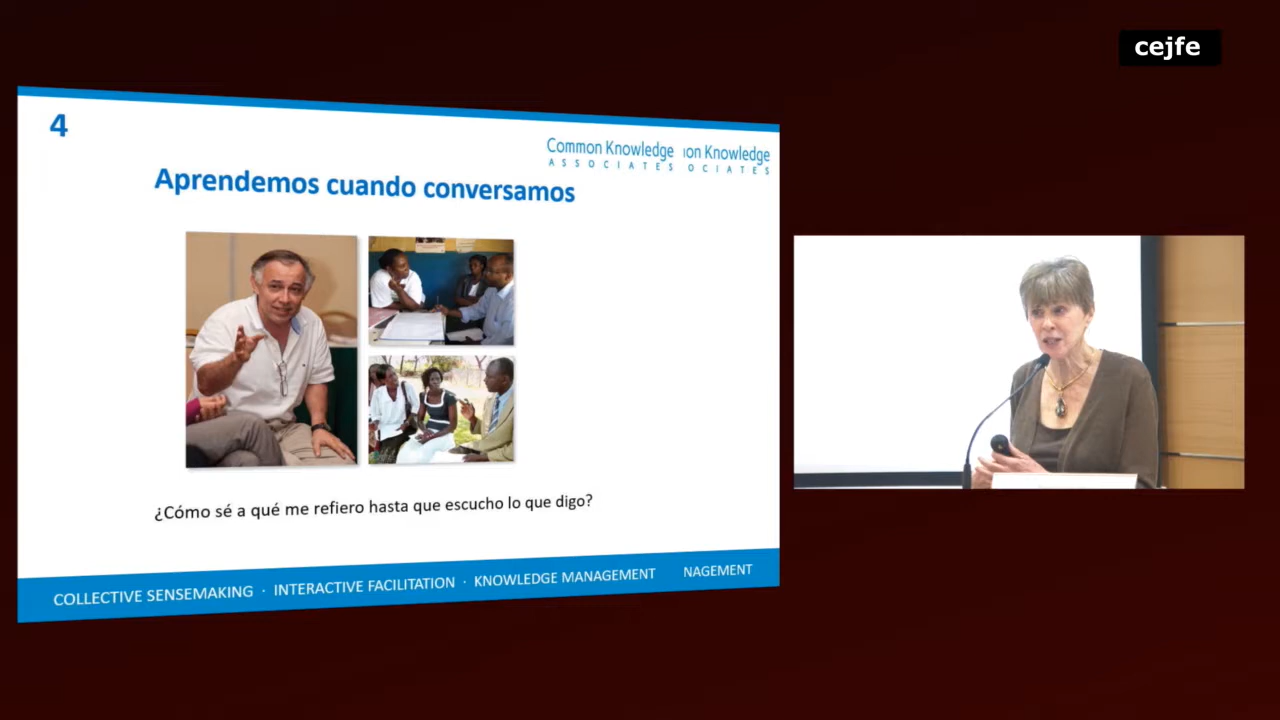 cejfe
4
Common Knowledge ion Knowledge
ASSOCIATES OCIATES
Aprendemos cuando conversamos
¿Cómo sé a qué me refiero hasta que escucho lo que digo?
COLLECTIVE SENSEMAKING · INTERACTIVE FACILITATION · KNOWLEDGE MANAGEMENT NAGEMENT